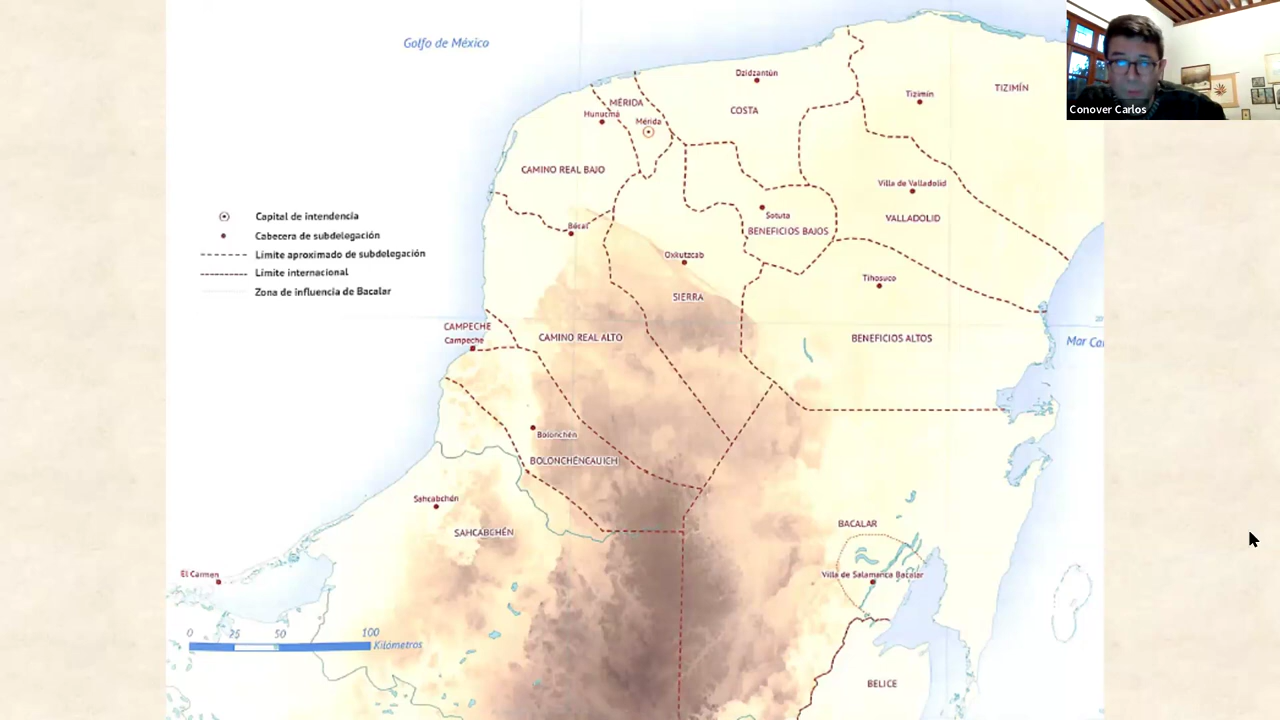 Golfo de México
Conover Carlos
Dzidzantún
TIZIMÍN
Tizimín
MÉRIDA
COSTA
Hunucmá
Mérida
CAMINO REAL BAJO
Villa de Valladolid
Capital de intendencia
Sotuta
VALLADOLID
Cabecera de subdelegación
Bécal
BENEFICIOS BAJOS
Límite aproximado de subdelegación
Oxkutzcab
Límite internacional
Tihosuco
Zona de influencia de Bacalar
SIERRA
CAMPECHE
Campeche
CAMINO REAL ALTO
BENEFICIOS ALTOS
Mar
Bolonchén
BOLONCHÉNCAUICH
Sahcabchén
SAHCABCHÉN
BACALAR
El Carmen
Villa de Salamanca Bacalar
0 25 50 100
Kilómetros
BELICE